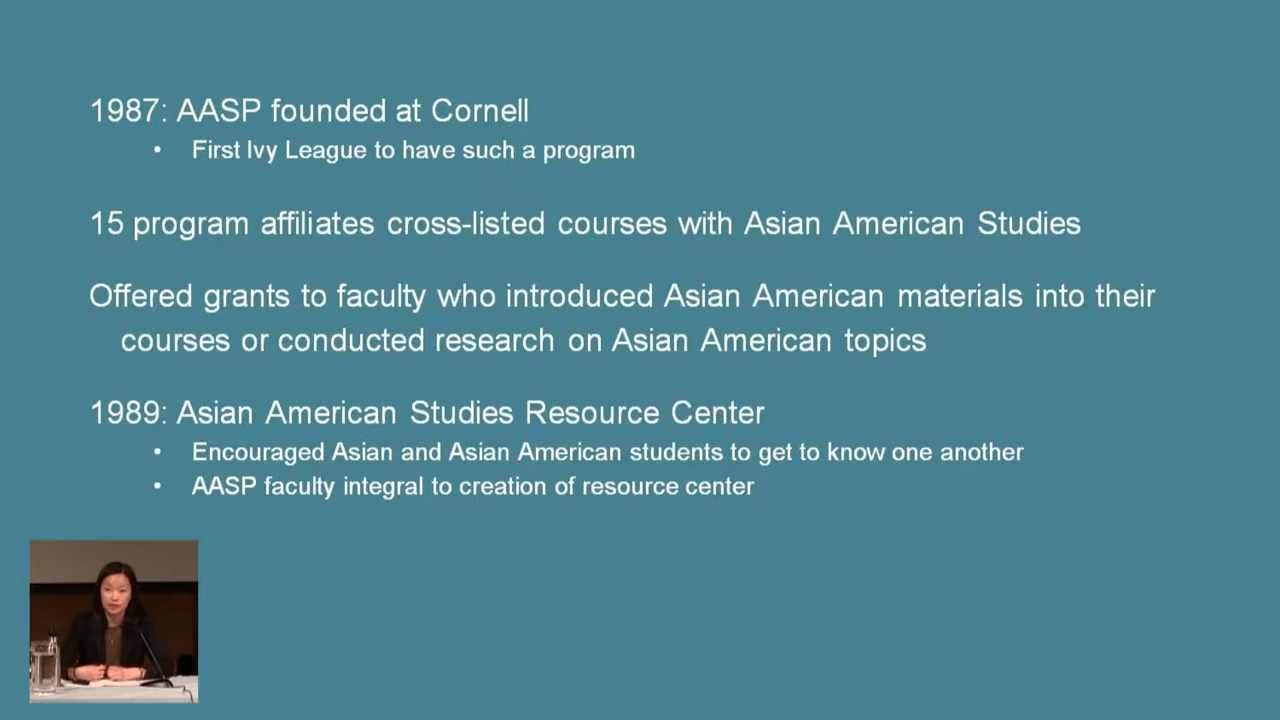 1987: AASP founded at Cornell
• First Ivy League to have such a program
15 program affiliates cross-listed courses with Asian American Studies
Offered grants to faculty who introduced Asian American materials into their
courses or conducted research on Asian American topics
1989: Asian American Studies Resource Center
• Encouraged Asian and Asian American students to get to know one another
• AASP faculty integral to creation of resource center